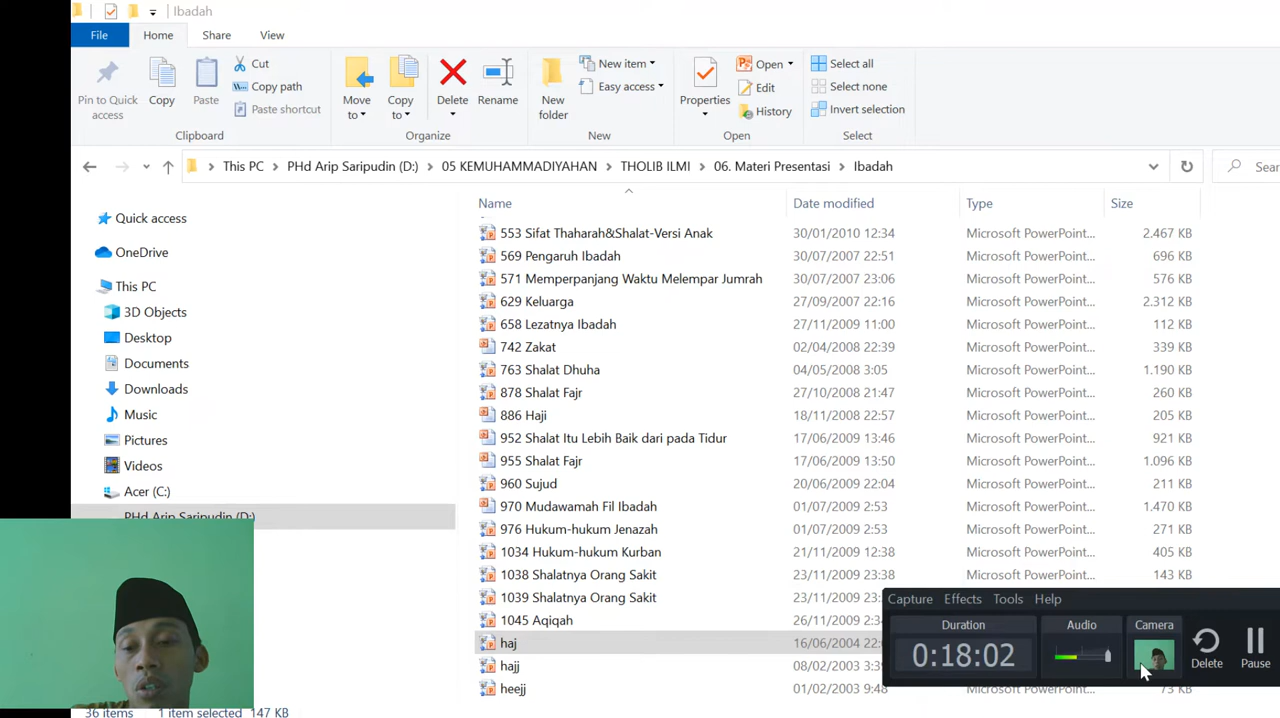 Ibadah
File Home Share View
Pin to Quick access
Copy
Paste
Cut
Copy path
Paste shortcut
Clipboard
Move to
Copy to
Delete
Rename
Organize
New folder
New item
Easy access
New
Properties
Open
Edit
History
Open
Select all
Select none
Invert selection
Select
This PC PHd Arip Saripudin (D:) 05 KEMUHAMMADIYAHAN THOLIB ILMI 06. Materi Presentasi Ibadah
Quick access
OneDrive
This PC
3D Objects
Desktop
Documents
Downloads
Music
Pictures
Videos
Acer (C:)
PHd Arip Saripudin (D:)
Name Date modified Type Size
553 Sifat Thaharah&Shalat-Versi Anak 30/01/2010 12:34 Microsoft PowerPoint... 2.467 KB
569 Pengaruh Ibadah 30/07/2007 22:51 Microsoft PowerPoint... 696 KB
571 Memperpanjang Waktu Melempar Jumrah 30/07/2007 23:06 Microsoft PowerPoint... 576 KB
629 Keluarga 27/09/2007 22:16 Microsoft PowerPoint... 2.312 KB
658 Lezatnya Ibadah 27/11/2009 11:00 Microsoft PowerPoint... 112 KB
742 Zakat 02/04/2008 22:39 Microsoft PowerPoint... 339 KB
763 Shalat Dhuha 04/05/2008 3:05 Microsoft PowerPoint... 1.190 KB
878 Shalat Fajr 27/10/2008 21:47 Microsoft PowerPoint... 260 KB
886 Haji 18/11/2008 22:57 Microsoft PowerPoint... 205 KB
952 Shalat Itu Lebih Baik dari pada Tidur 17/06/2009 13:46 Microsoft PowerPoint... 921 KB
955 Shalat Fajr 17/06/2009 13:50 Microsoft PowerPoint... 1.096 KB
960 Sujud 20/06/2009 22:04 Microsoft PowerPoint... 211 KB
970 Mudawamah Fil Ibadah 01/07/2009 2:53 Microsoft PowerPoint... 1.470 KB
976 Hukum-hukum Jenazah 01/07/2009 2:53 Microsoft PowerPoint... 271 KB
1034 Hukum-hukum Kurban 21/11/2009 12:38 Microsoft PowerPoint... 405 KB
1038 Shalatnya Orang Sakit 23/11/2009 23:38 Microsoft PowerPoint... 143 KB
1039 Shalatnya Orang Sakit
1045 Aqiqah
haj 16/06/2004
hajj
heejj
Capture Effects Tools Help
Duration Audio Camera
0:18:02
Delete
Pause
36 items 1 item selected 147 KB